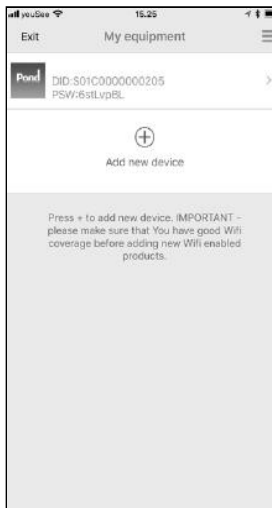 youSee 15.25
Exit My equipment
Pond
DID:S01C0000000205
PSW:6stLvpBL
Add new device
Press + to add new device. IMPORTANT -
please make sure that You have good Wifi
coverage before adding new Wifi enabled
products.